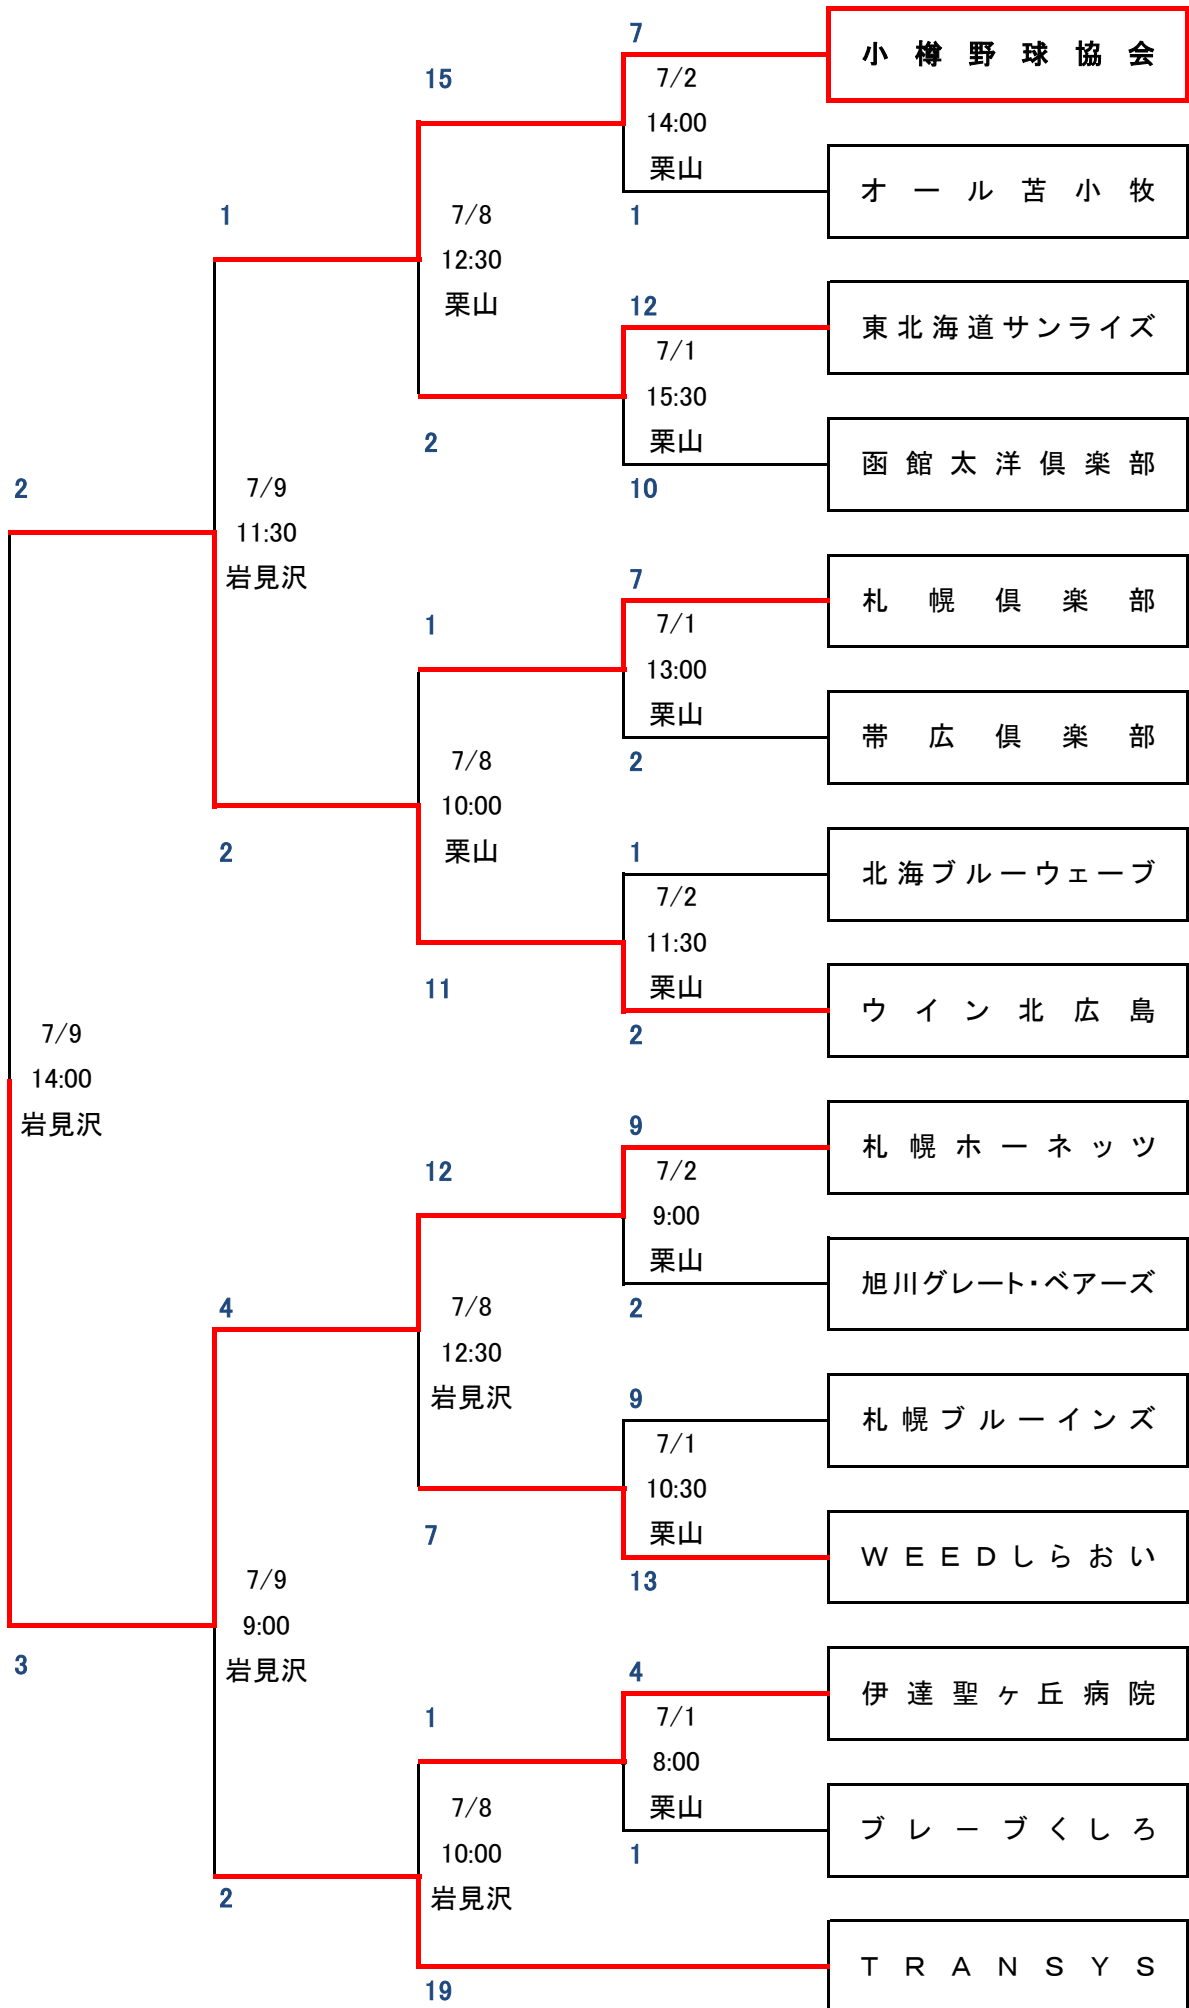 7
小樽野球協会
15
7/2
14:00
栗山
オール苫小牧
1
7/8
1
12:30
栗山
12
東北海道サンライズ
7/1
15:30
栗山
2
函館太洋倶楽部
10
2
7/9
11:30
岩見沢
7
札幌倶楽部
1
7/1
13:00
栗山
帯広倶楽部
2
7/8
10:00
栗山
2
1
北海ブルーウェーブ
7/2
11:30
栗山
11
ウイン北広島
2
7/9
14:00
岩見沢
9
札幌ホーネッツ
12
7/2
9:00
栗山
旭川グレート・ベアーズ
2
4
7/8
12:30
岩見沢
9
札幌ブルーインズ
7/1
10:30
栗山
7
WEEDしらおい
13
7/9
9:00
岩見沢
3
4
伊達聖ヶ丘病院
1
7/1
8:00
栗山
ブレーブくしろ
1
7/8
10:00
岩見沢
2
TRANSYS
19